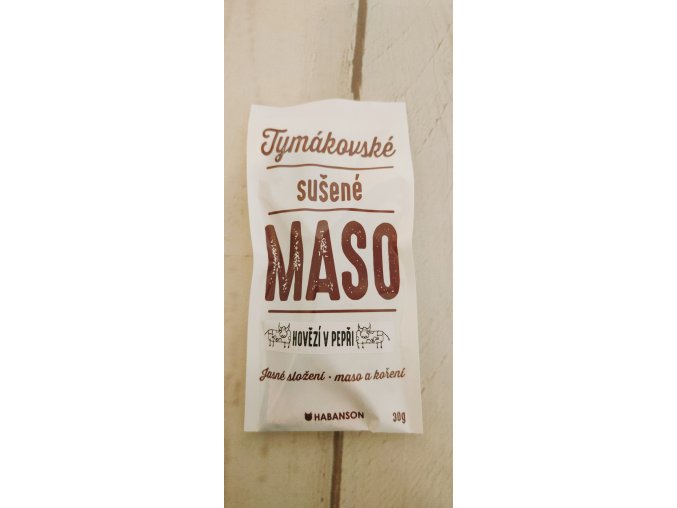 Tymákovské
sušené
MASO
HOVĚZÍ V PEPŘI
Jasné složení • maso a koření
HABANSON
30g